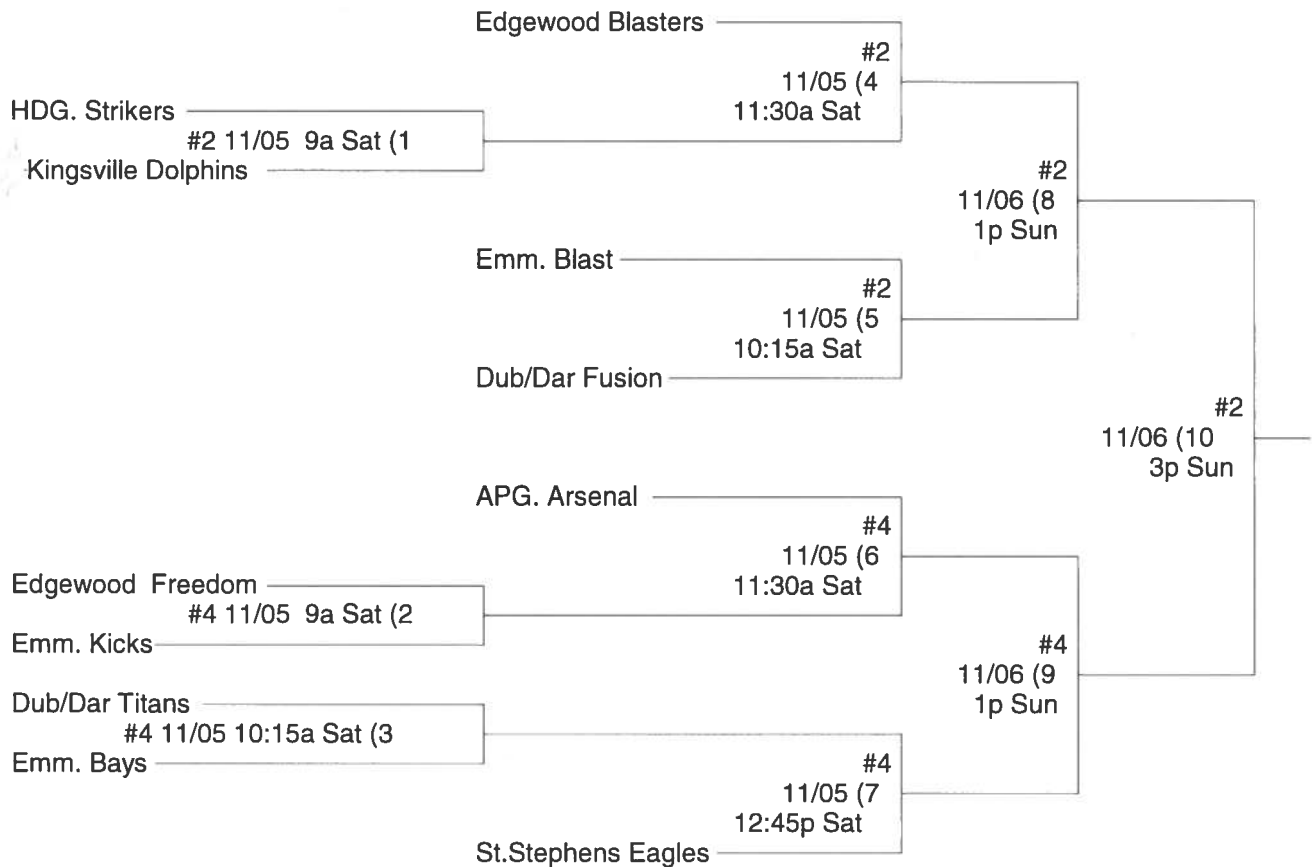 Edgewood Blasters
#2
11/05 (4
11:30a Sat
HDG. Strikers
#2 11/05 9a Sat (1
Kingsville Dolphins
#2
11/06 (8
1p Sun
Emm. Blast
#2
11/05 (5
10:15a Sat
Dub/Dar Fusion
#2
11/06 (10
3p Sun
APG. Arsenal
#4
11/05 (6
11:30a Sat
Edgewood Freedom
#4 11/05 9a Sat (2
Emm. Kicks
#4
11/06 (9
1p Sun
Dub/Dar Titans
#4 11/05 10:15a Sat (3
Emm. Bays
#4
11/05 (7
12:45p Sat
St.Stephens Eagles